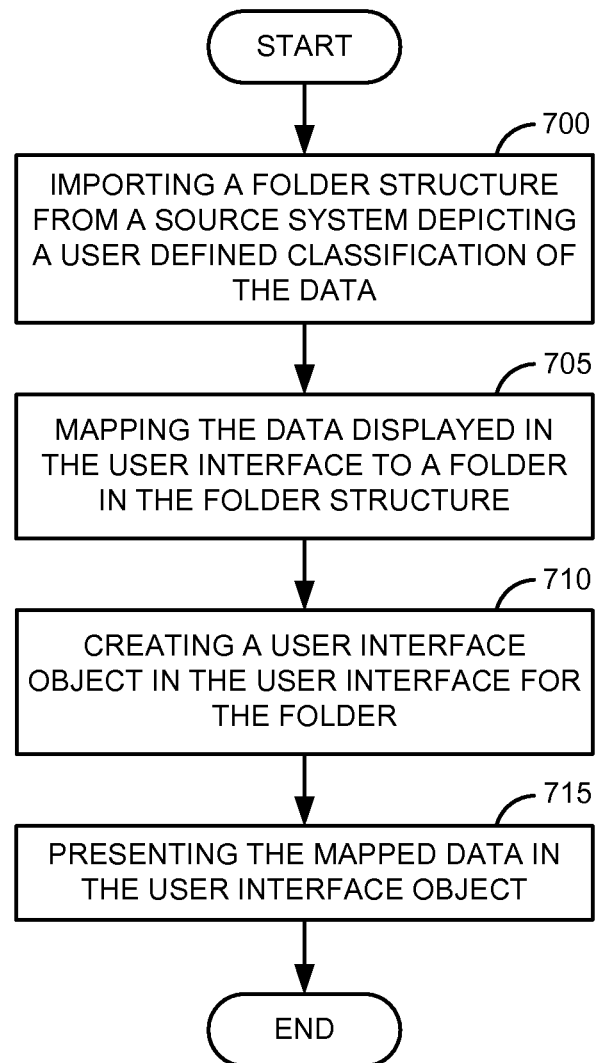 START
700
IMPORTING A FOLDER STRUCTURE
FROM A SOURCE SYSTEM DEPICTING
A USER DEFINED CLASSIFICATION OF
THE DATA
705
MAPPING THE DATA DISPLAYED IN
THE USER INTERFACE TO A FOLDER
IN THE FOLDER STRUCTURE
710
CREATING A USER INTERFACE
OBJECT IN THE USER INTERFACE FOR
THE FOLDER
715
PRESENTING THE MAPPED DATA IN
THE USER INTERFACE OBJECT
END